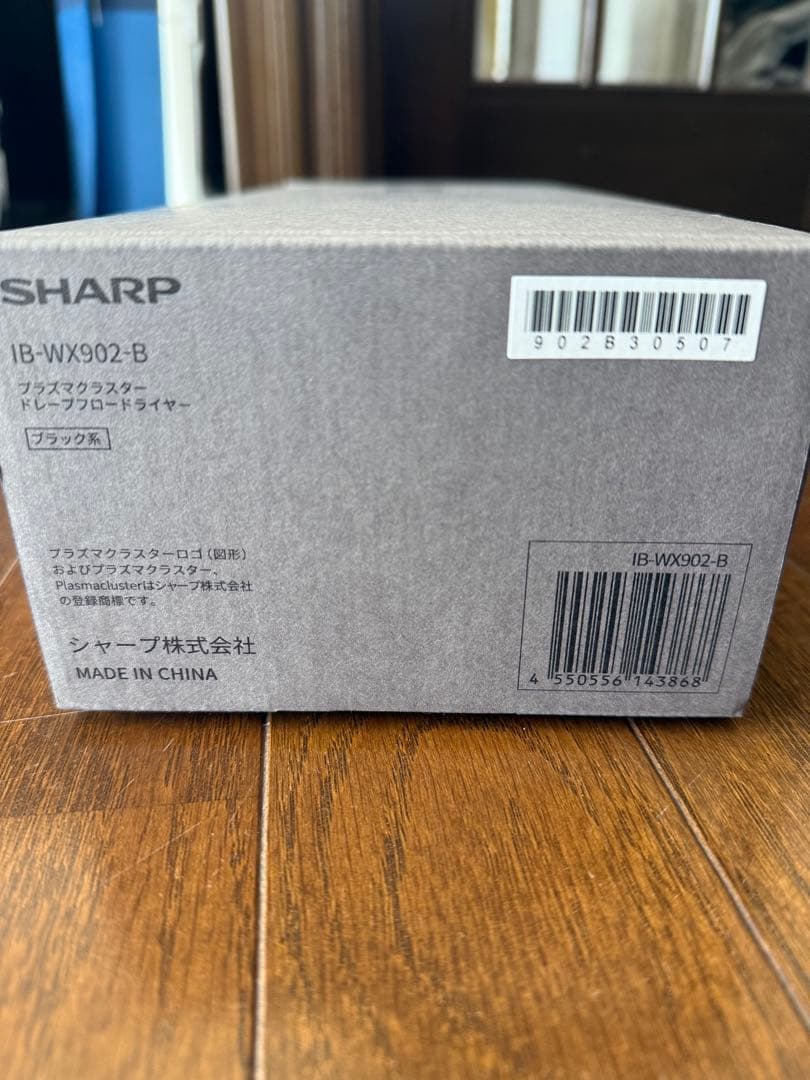 SHARP
IB-WX902-B
プラズマクラスター
ドレープフロードライヤー
ブラック系
902B30507
プラズマクラスターロゴ(図形)
およびプラズマクラスター、
Plasmaclusterはシャープ株式会社
の登録商標です。
シャープ株式会社
MADE IN CHINA
IB-WX902-B
4 550556 143868